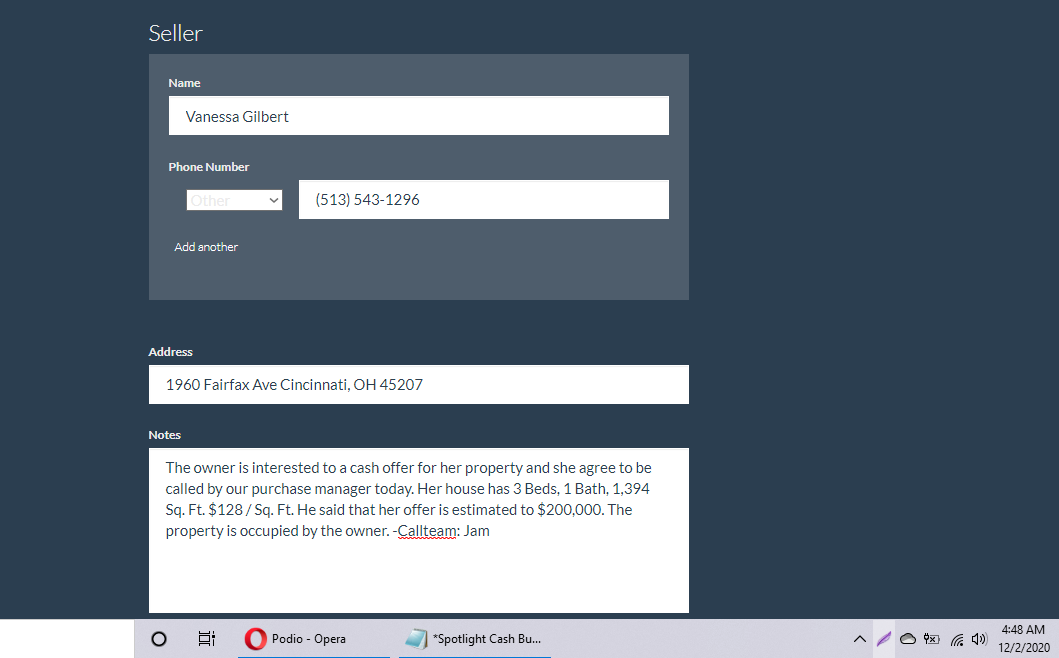 Seller
Name
Vanessa Gilbert
Phone Number
Other
(513) 543-1296
Add another
Address
1960 Fairfax Ave Cincinnati, OH 45207
Notes
The owner is interested to a cash offer for her property and she agree to be
called by our purchase manager today. Her house has 3 Beds, 1 Bath, 1,394
Sq. Ft. $128 / Sq. Ft. He said that her offer is estimated to $200,000. The
property is occupied by the owner. -Callteam: Jam
Podio - Opera
*Spotlight Cash Bu...
4:48 AM
12/2/2020